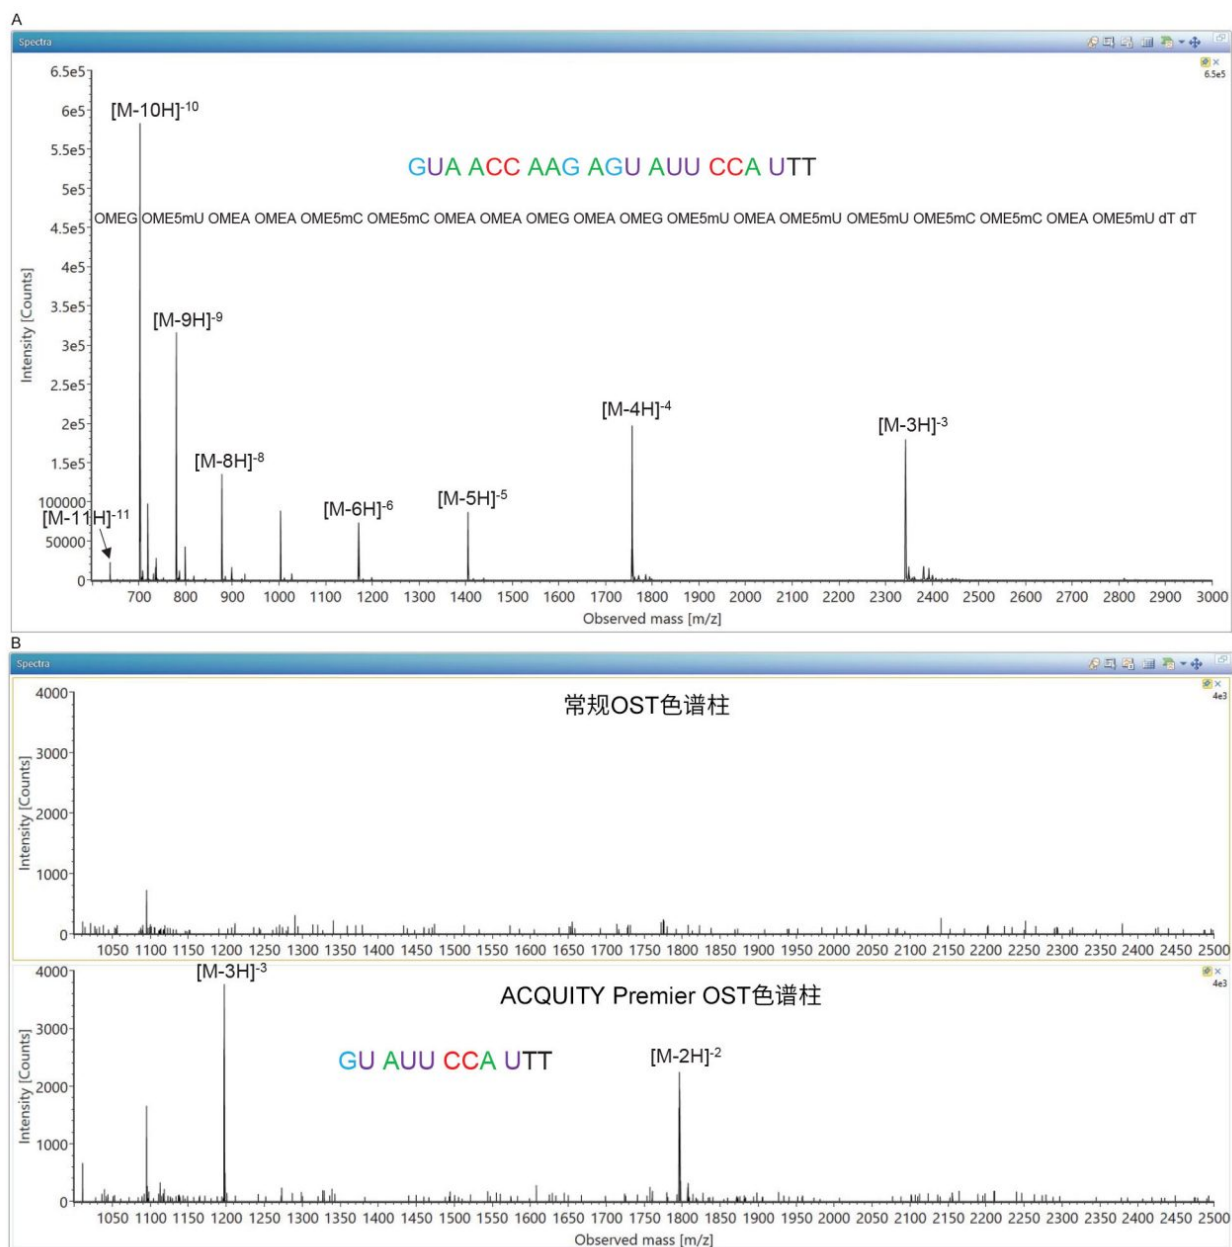 A
Spectra
6.5e5
6.5e5
6e5
5.5e5
5e5
4.5e5
4e5
3.5e5
3e5
2.5e5
2e5
1.5e5
100000
50000
0
Intensity [Counts]
[M-10H]-10
GUA ACC AAG AGU AUU CCA UTT
OMEG OME5mU OMEA OMEA OME5mC OME5mC OMEA OMEA OMEG OMEA OMEG OME5mU OMEA OME5mU OME5mU OME5mC OME5mC OMEA OME5mU dT dT
[M-9H]-9
[M-8H]-8
[M-11H]-11
[M-6H]-6
[M-5H]-5
[M-4H]-4
[M-3H]-3
700 800 900 1000 1100 1200 1300 1400 1500 1600 1700 1800 1900 2000 2100 2200 2300 2400 2500 2600 2700 2800 2900 3000
Observed mass [m/z]
B
Spectra
4e3
常规OST色谱柱
4000
3000
2000
1000
0
Intensity [Counts]
1050 1100 1150 1200 1250 1300 1350 1400 1450 1500 1550 1600 1650 1700 1750 1800 1850 1900 1950 2000 2050 2100 2150 2200 2250 2300 2350 2400 2450 2500
4e3
[M-3H]-3
ACQUITY Premier OST色谱柱
GU AUU CCA UTT
[M-2H]-2
4000
3000
2000
1000
0
Intensity [Counts]
1050 1100 1150 1200 1250 1300 1350 1400 1450 1500 1550 1600 1650 1700 1750 1800 1850 1900 1950 2000 2050 2100 2150 2200 2250 2300 2350 2400 2450 2500
Observed mass [m/z]